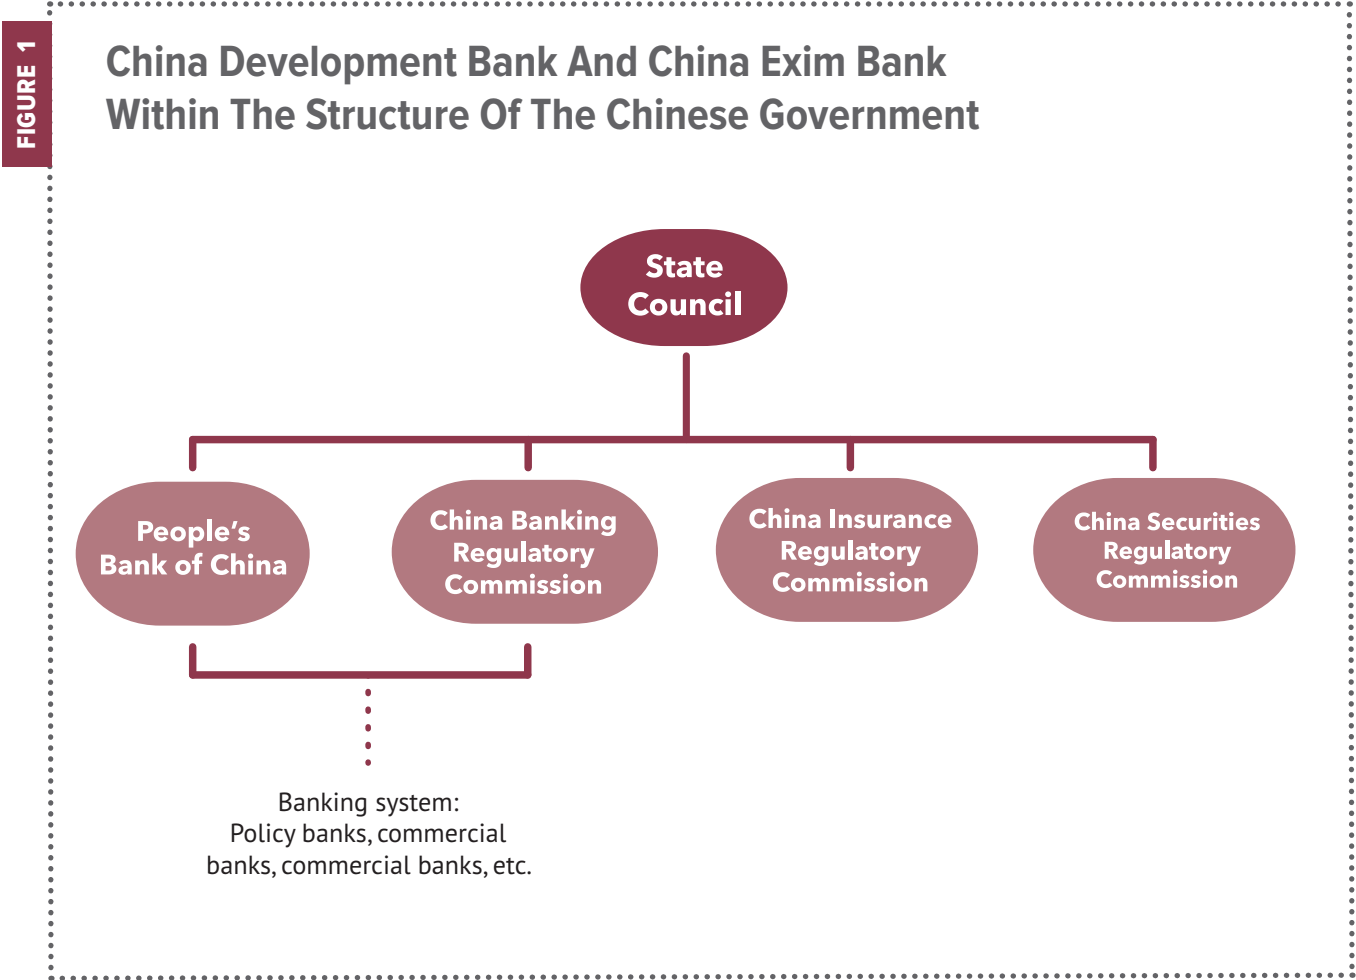 FIGURE 1
China Development Bank And China Exim Bank
Within The Structure Of The Chinese Government
State
Council
People's
Bank of China
China Banking
Regulatory
Commission
China Insurance
Regulatory
Commission
China Securities
Regulatory
Commission
Banking system:
Policy banks, commercial
banks, commercial banks, etc.